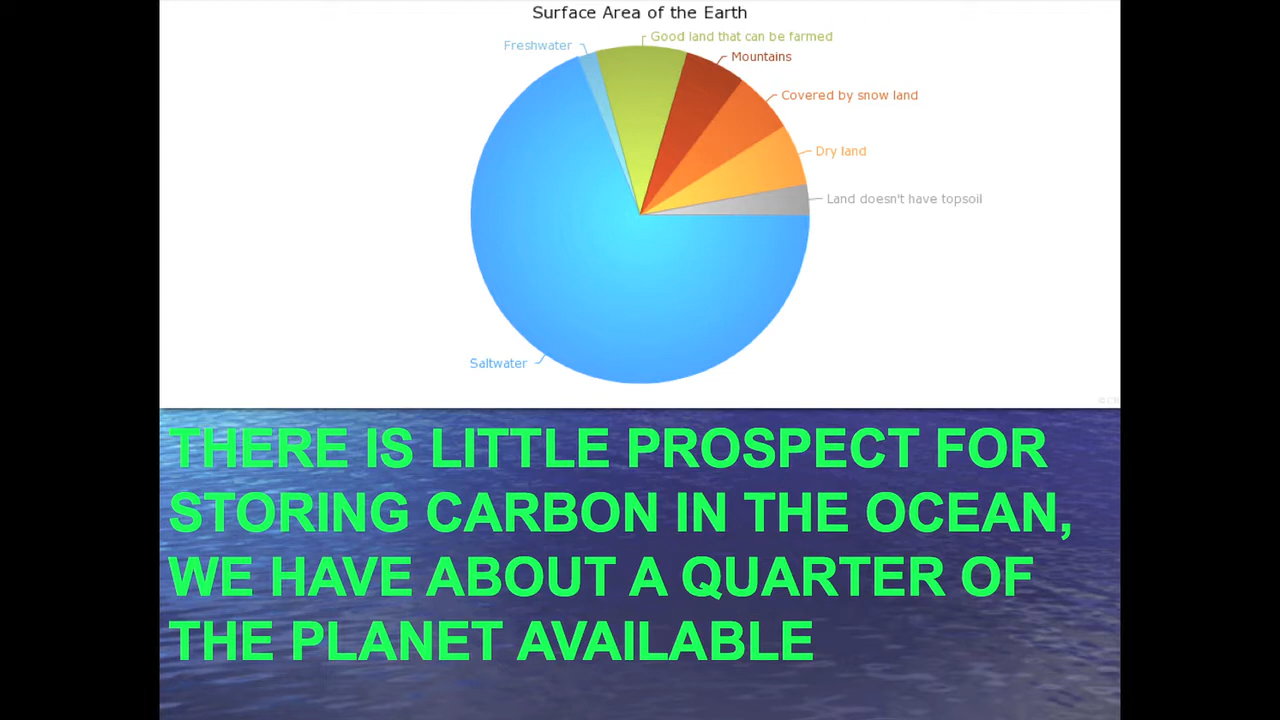 Surface Area of the Earth
Good land that can be farmed
Freshwater
Mountains
Covered by snow land
Dry land
Land doesn't have topsoil
Saltwater
THERE IS LITTLE PROSPECT FOR
STORING CARBON IN THE OCEAN,
WE HAVE ABOUT A QUARTER OF
THE PLANET AVAILABLE